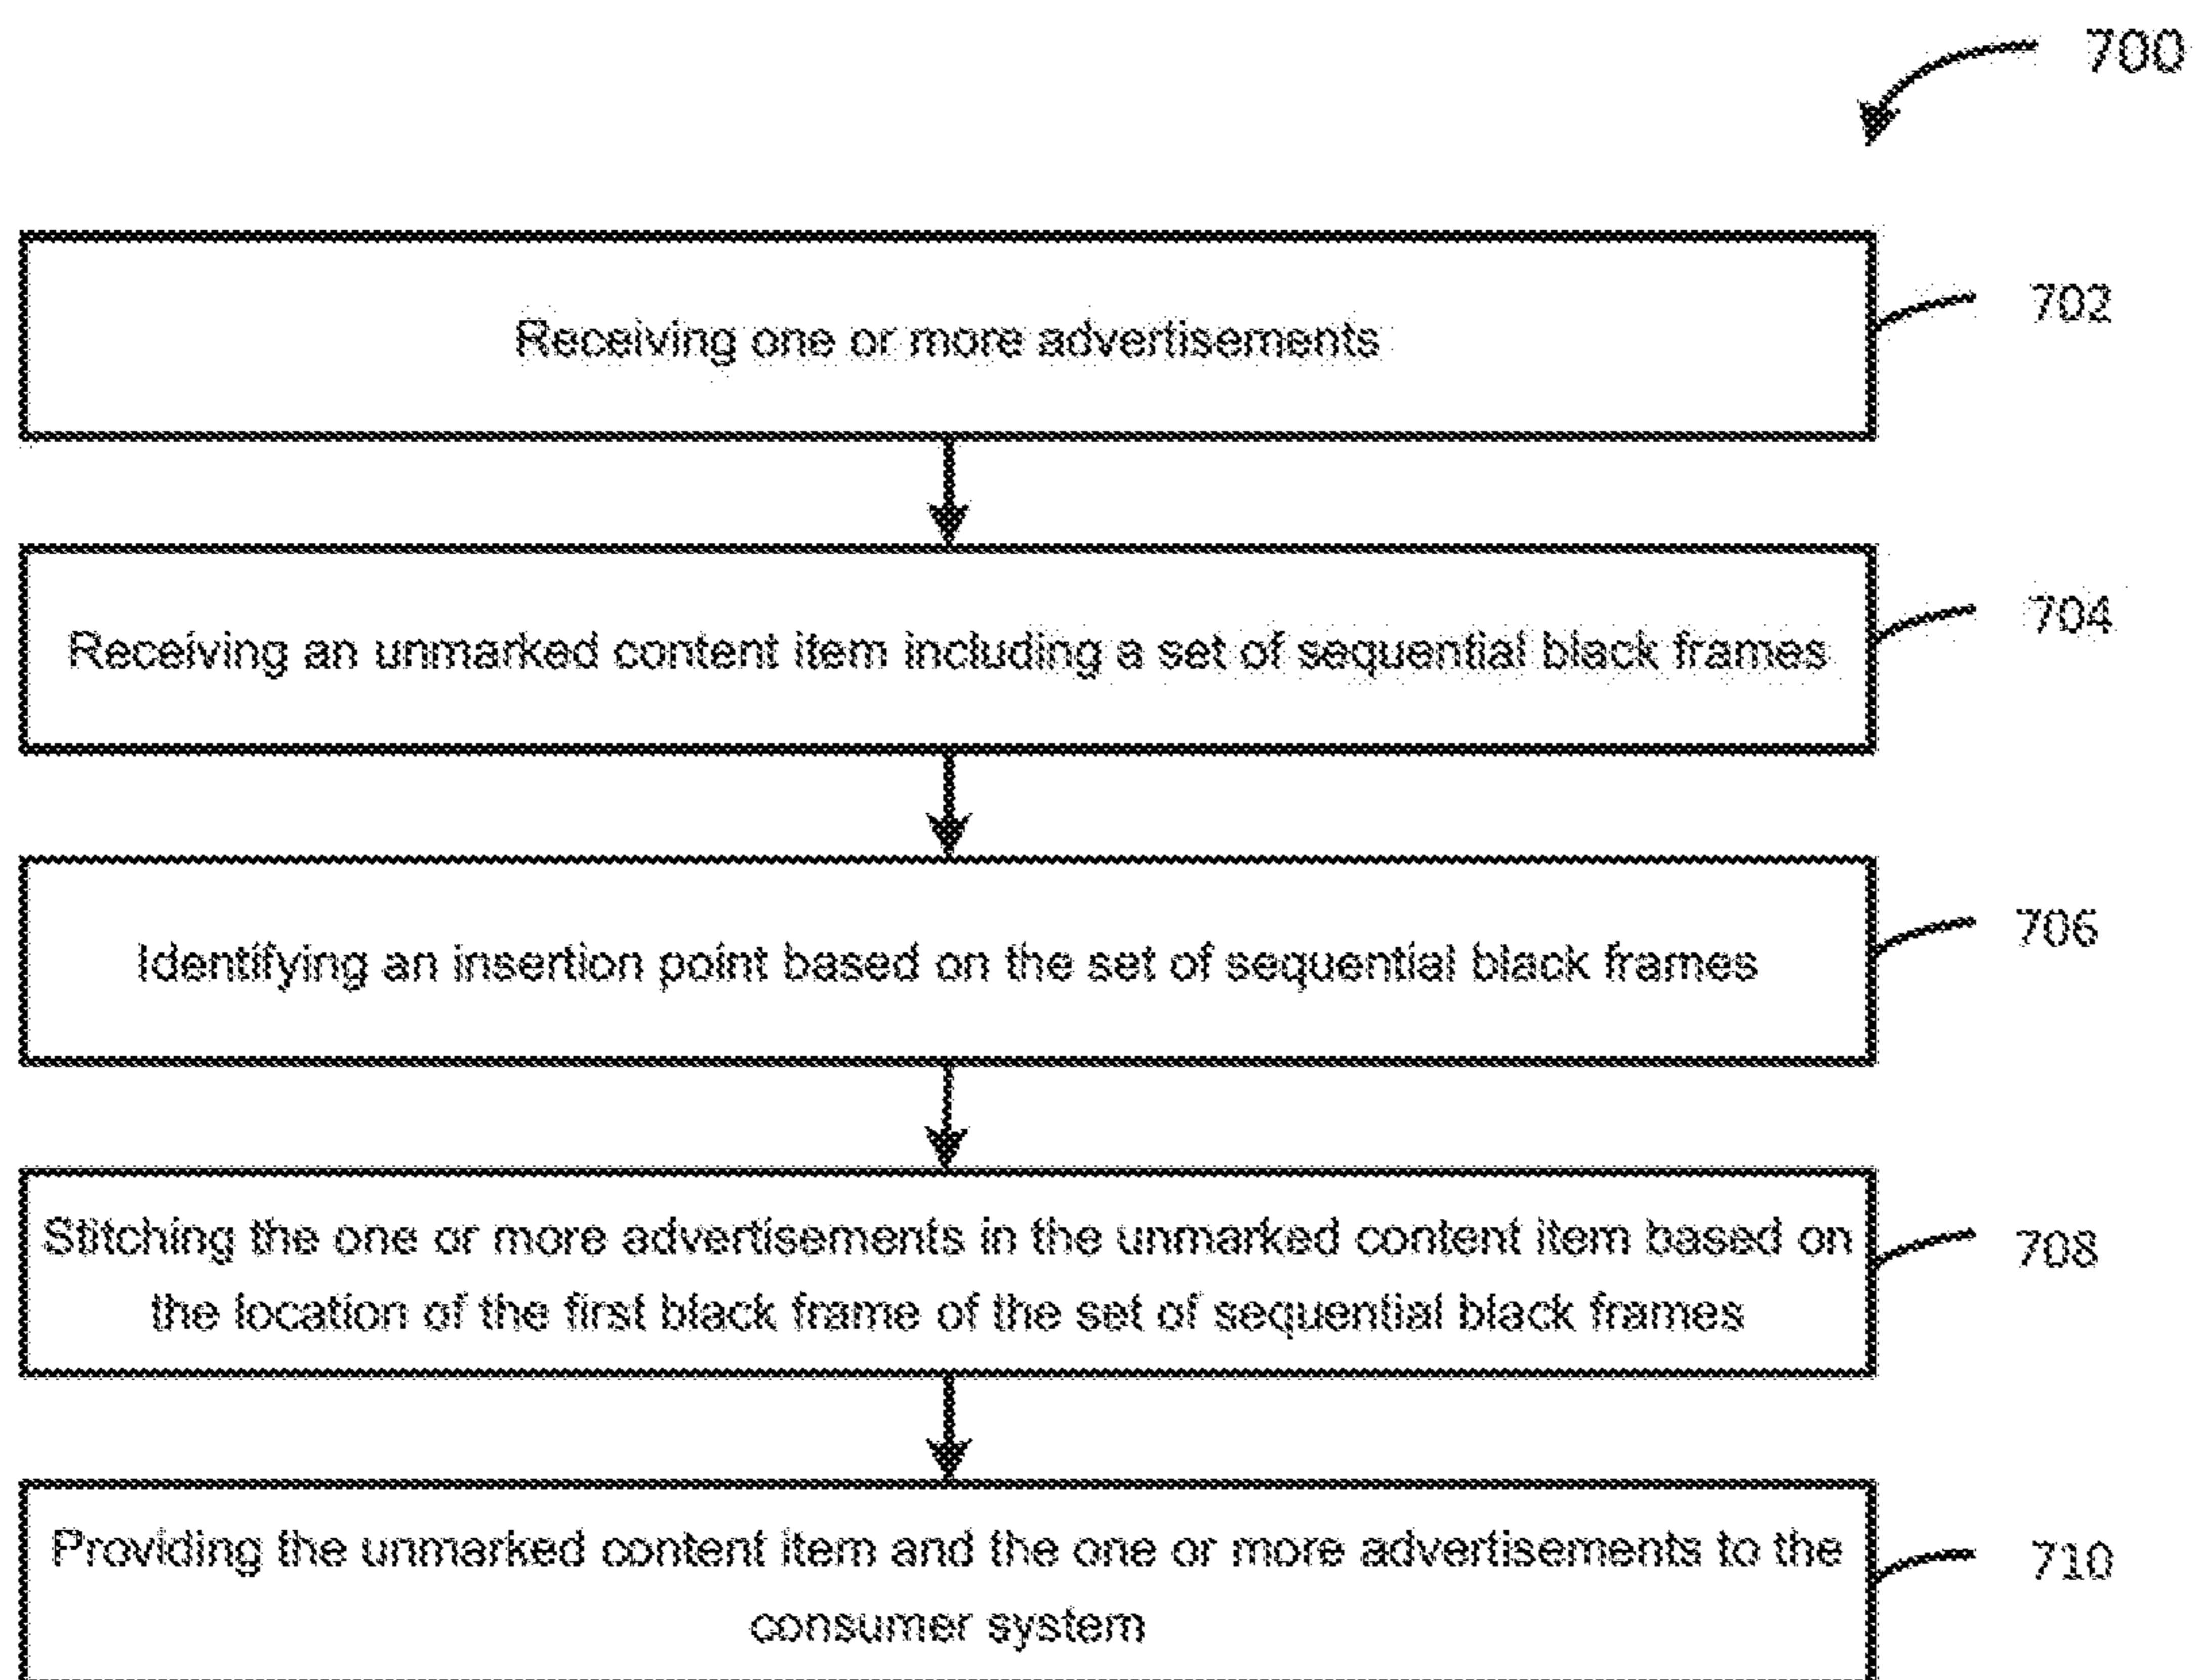 700
Receiving one or more advertisements
702
Receiving an unmarked content item including a set of sequential black frames
704
Identifying an insertion point based on the set of sequential black frames
706
Stitching the one or more advertisements in the unmarked content item based on
the location of the first black frame of the set of sequential black frames
708
Providing the unmarked content item and the one or more advertisements to the
consumer system
710